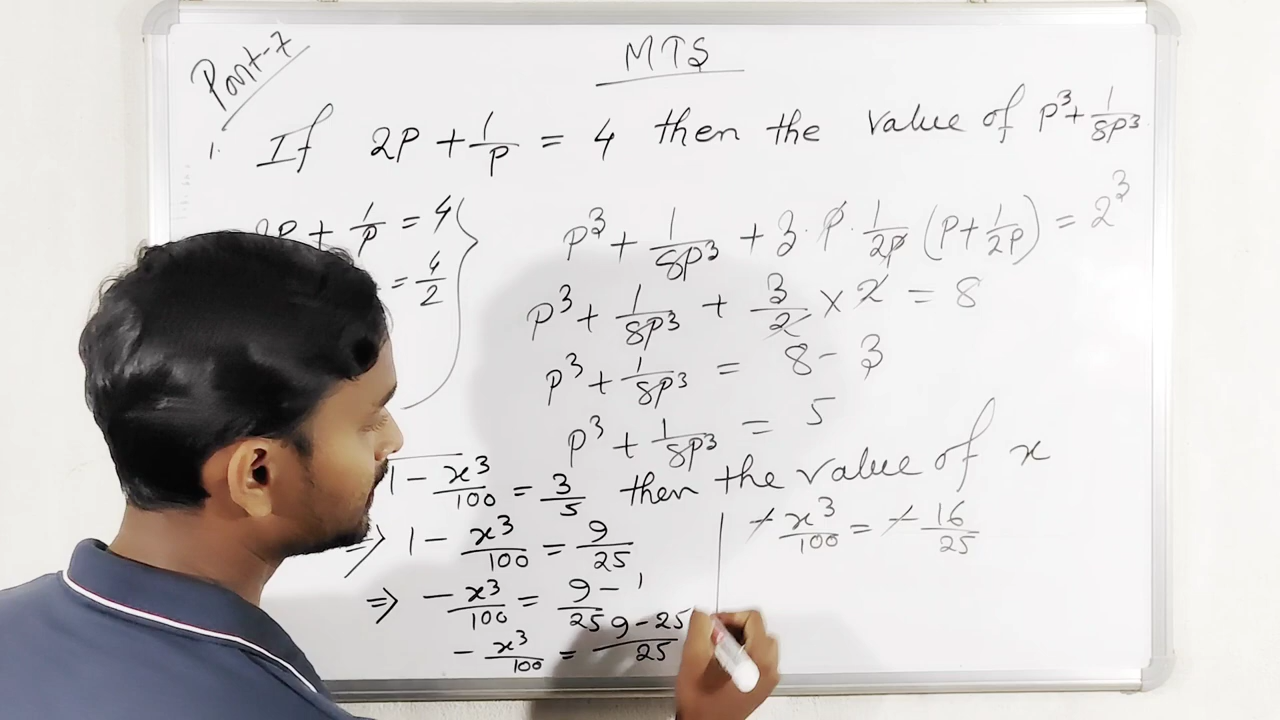 Part-7
MTS
1. If 2P + 1/P = 4 then the value of P³ + 1/8P³
2P + 1/P = 4
= 4/2
P³ + 1/8P³ + 3 · P · 1/2P (P + 1/2P) = 2³
P³ + 1/8P³ + 3/2 × 2 = 8
P³ + 1/8P³ = 8 - 3
P³ + 1/8P³ = 5
√1 - x³/100 = 3/5 then the value of x
⇒ 1 - x³/100 = 9/25
⇒ - x³/100 = 9/25 - 1
- x³/100 = 9 - 25/25
- x³/100 = - 16/25